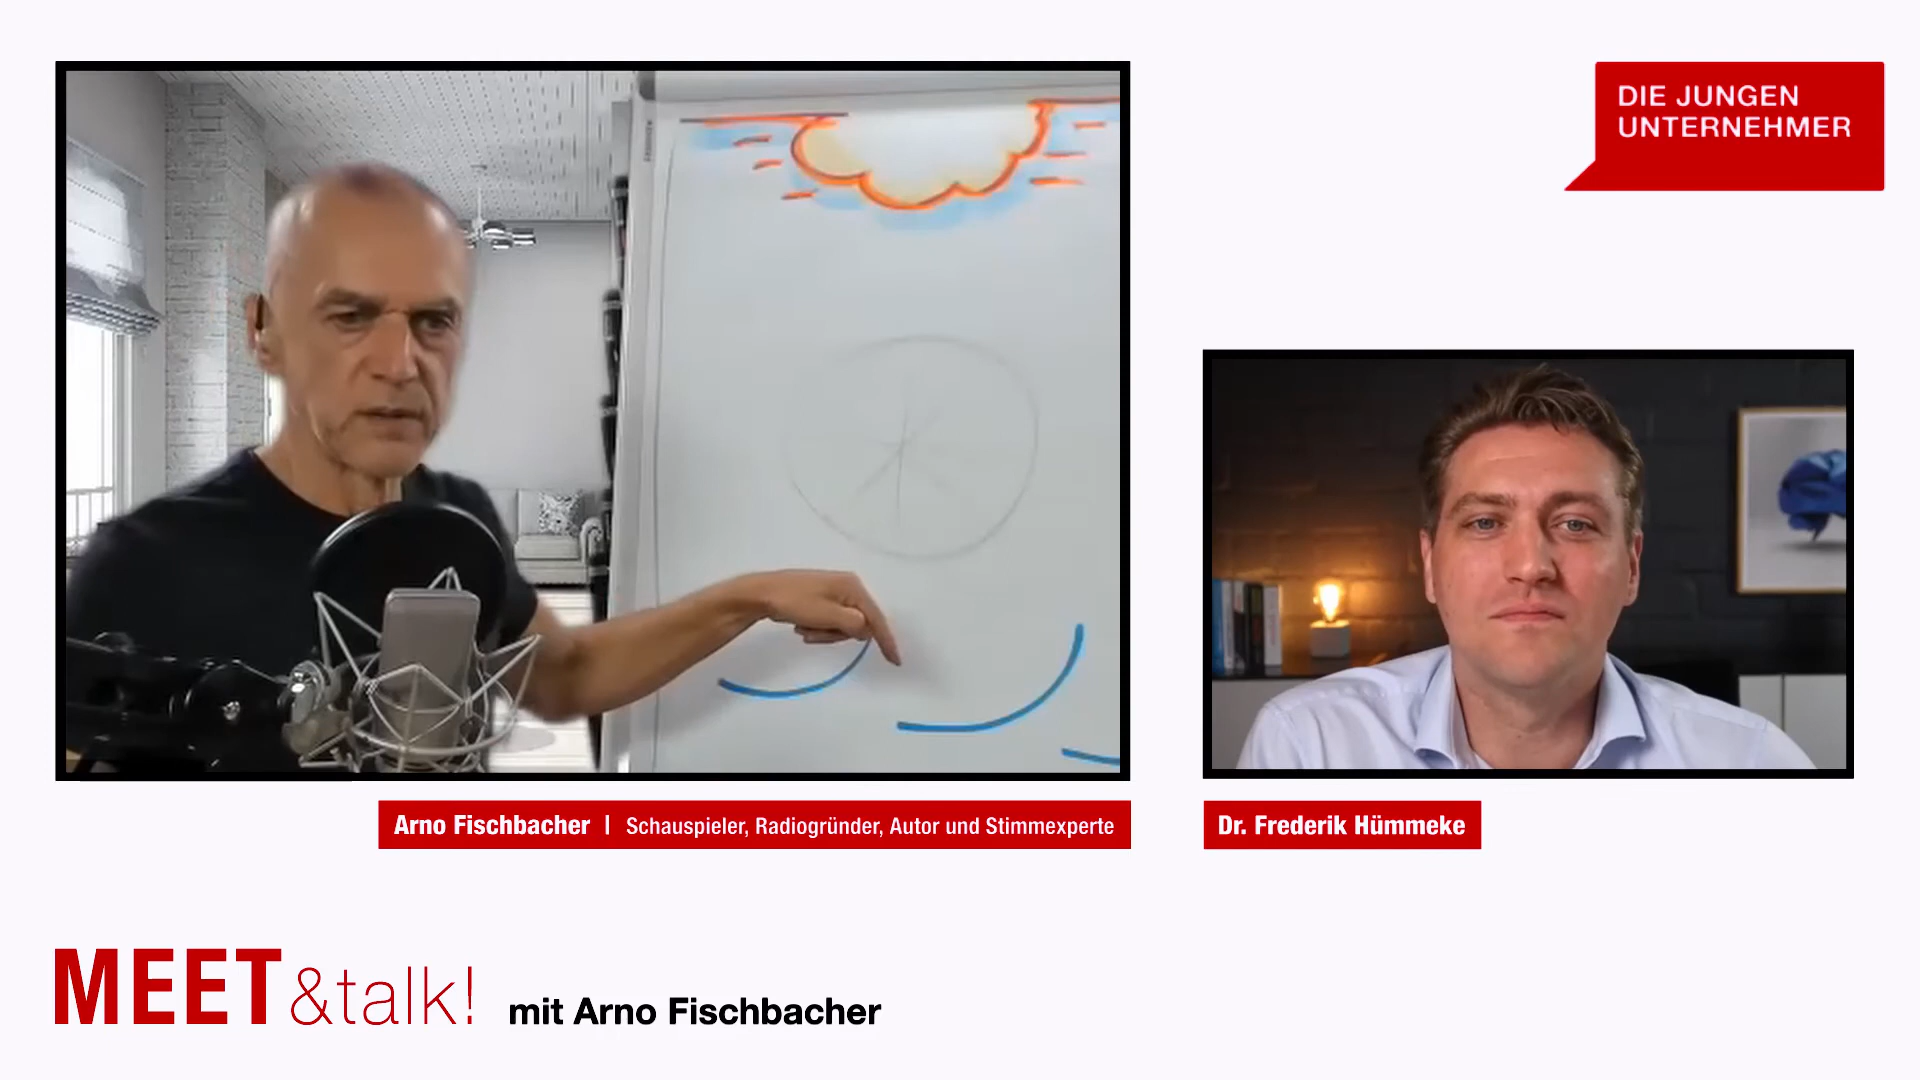 DIE JUNGEN
UNTERNEHMER
Arno Fischbacher | Schauspieler, Radiogründer, Autor und Stimmexperte
Dr. Frederik Hümmeke
MEET&talk! mit Arno Fischbacher